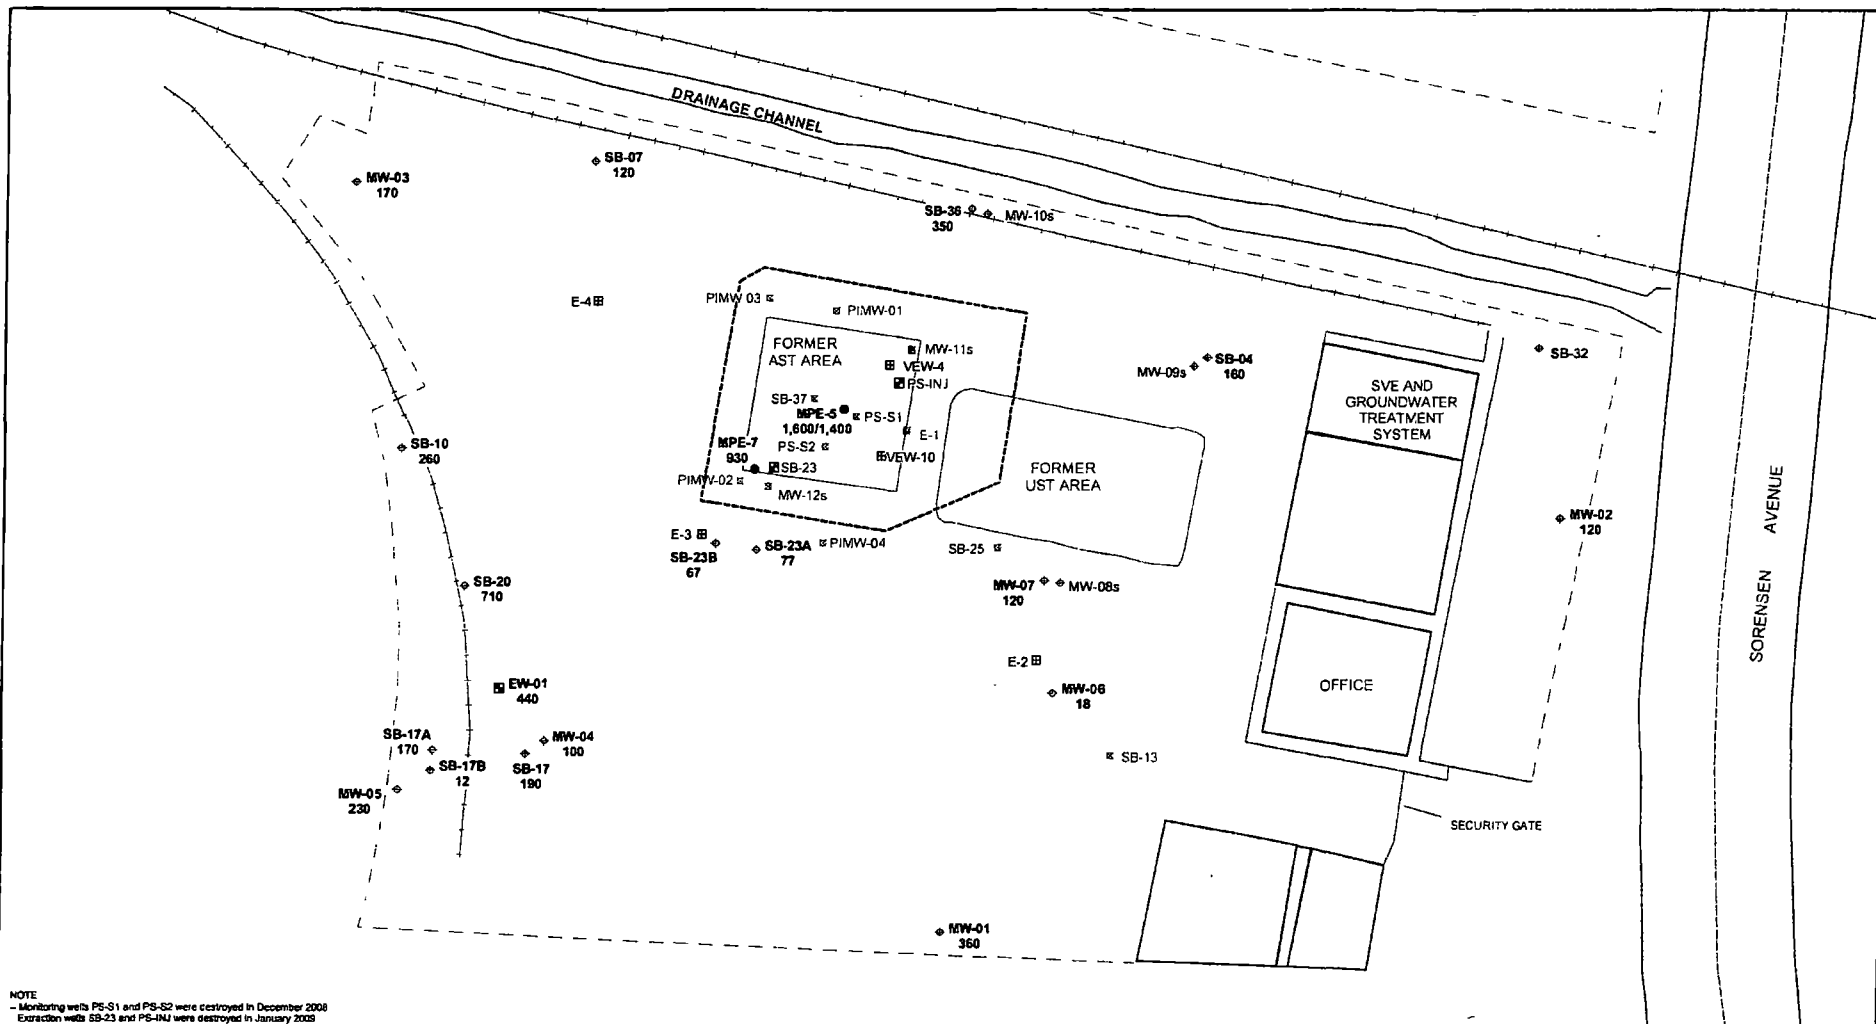 DRAINAGE CHANNEL
SB-07
120
MW-03
170
SB-36
350
MW-10s
E-4
PIMW 03
PIMW-01
FORMER
AST AREA
MW-11s
VEW-4
PS-INJ
SB-37
MPE-5
1,600/1,400
PS-S1
E-1
PS-S2
MPE-7
930
VEW-10
SB-23
PIMW-02
MW-12s
FORMER
UST AREA
MW-09s
SB-04
160
SVE AND
GROUNDWATER
TREATMENT
SYSTEM
SB-32
SB-10
260
MW-02
120
SORENSEN AVENUE
E-3
SB-23B
67
SB-23A
77
PIMW-04
SB-25
MW-07
120
MW-08s
SB-20
710
E-2
MW-06
18
OFFICE
EW-01
440
SB-17A
170
MW-04
100
SB-17B
12
SB-17
190
MW-05
230
SB-13
SECURITY GATE
MW-01
360
NOTE
– Monitoring wells PS-S1 and PS-S2 were destroyed in December 2008
Extraction wells SB-23 and PS-INJ were destroyed in January 2009